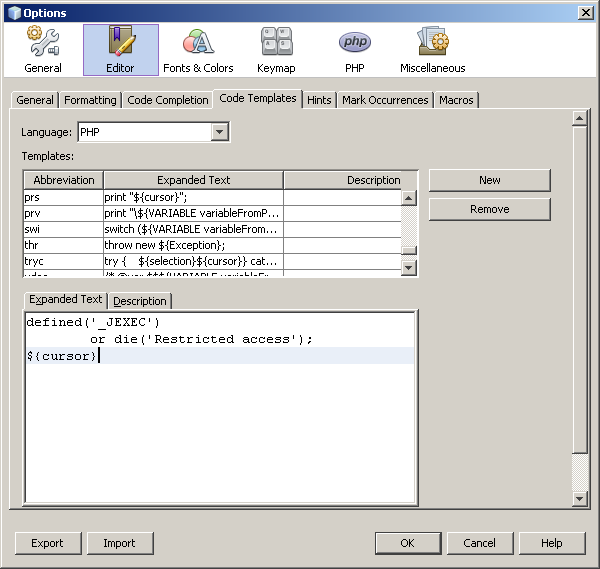 Options
General Editor Fonts & Colors Keymap PHP Miscellaneous
php
General Formatting Code Completion Code Templates Hints Mark Occurrences Macros
Language: PHP
Templates:
Abbreviation Expanded Text Description
prs print "${cursor}";
prv print "\${VARIABLE variableFromP...
swi switch (${VARIABLE variableFrom...
thr throw new ${Exception};
tryc try { ${selection}${cursor}} cat...
New
Remove
Expanded Text Description
defined('_JEXEC')
or die('Restricted access');
${cursor}
Export Import OK Cancel Help